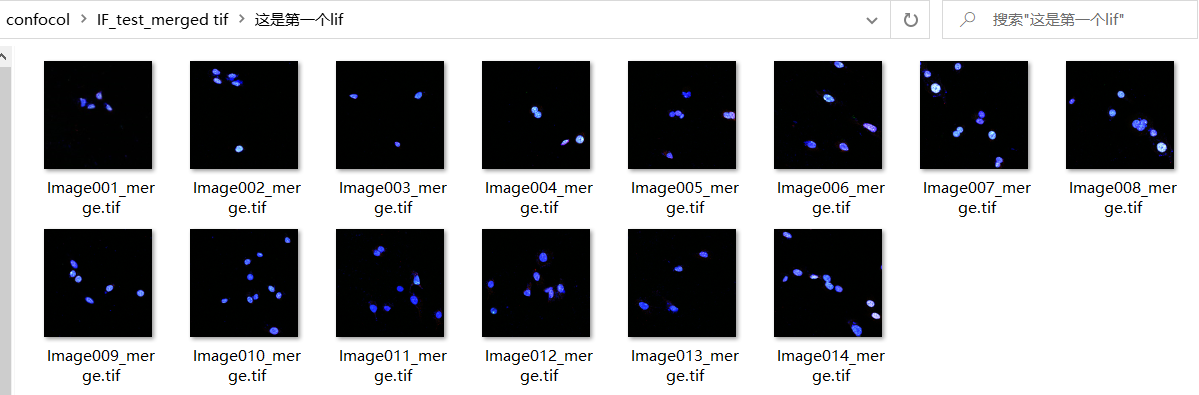 confocol > IF_test_merged tif > 这是第一个lif
搜索"这是第一个lif"
Image001_mer
ge.tif
Image002_mer
ge.tif
Image003_mer
ge.tif
Image004_mer
ge.tif
Image005_mer
ge.tif
Image006_mer
ge.tif
Image007_mer
ge.tif
Image008_mer
ge.tif
Image009_mer
ge.tif
Image010_mer
ge.tif
Image011_mer
ge.tif
Image012_mer
ge.tif
Image013_mer
ge.tif
Image014_mer
ge.tif